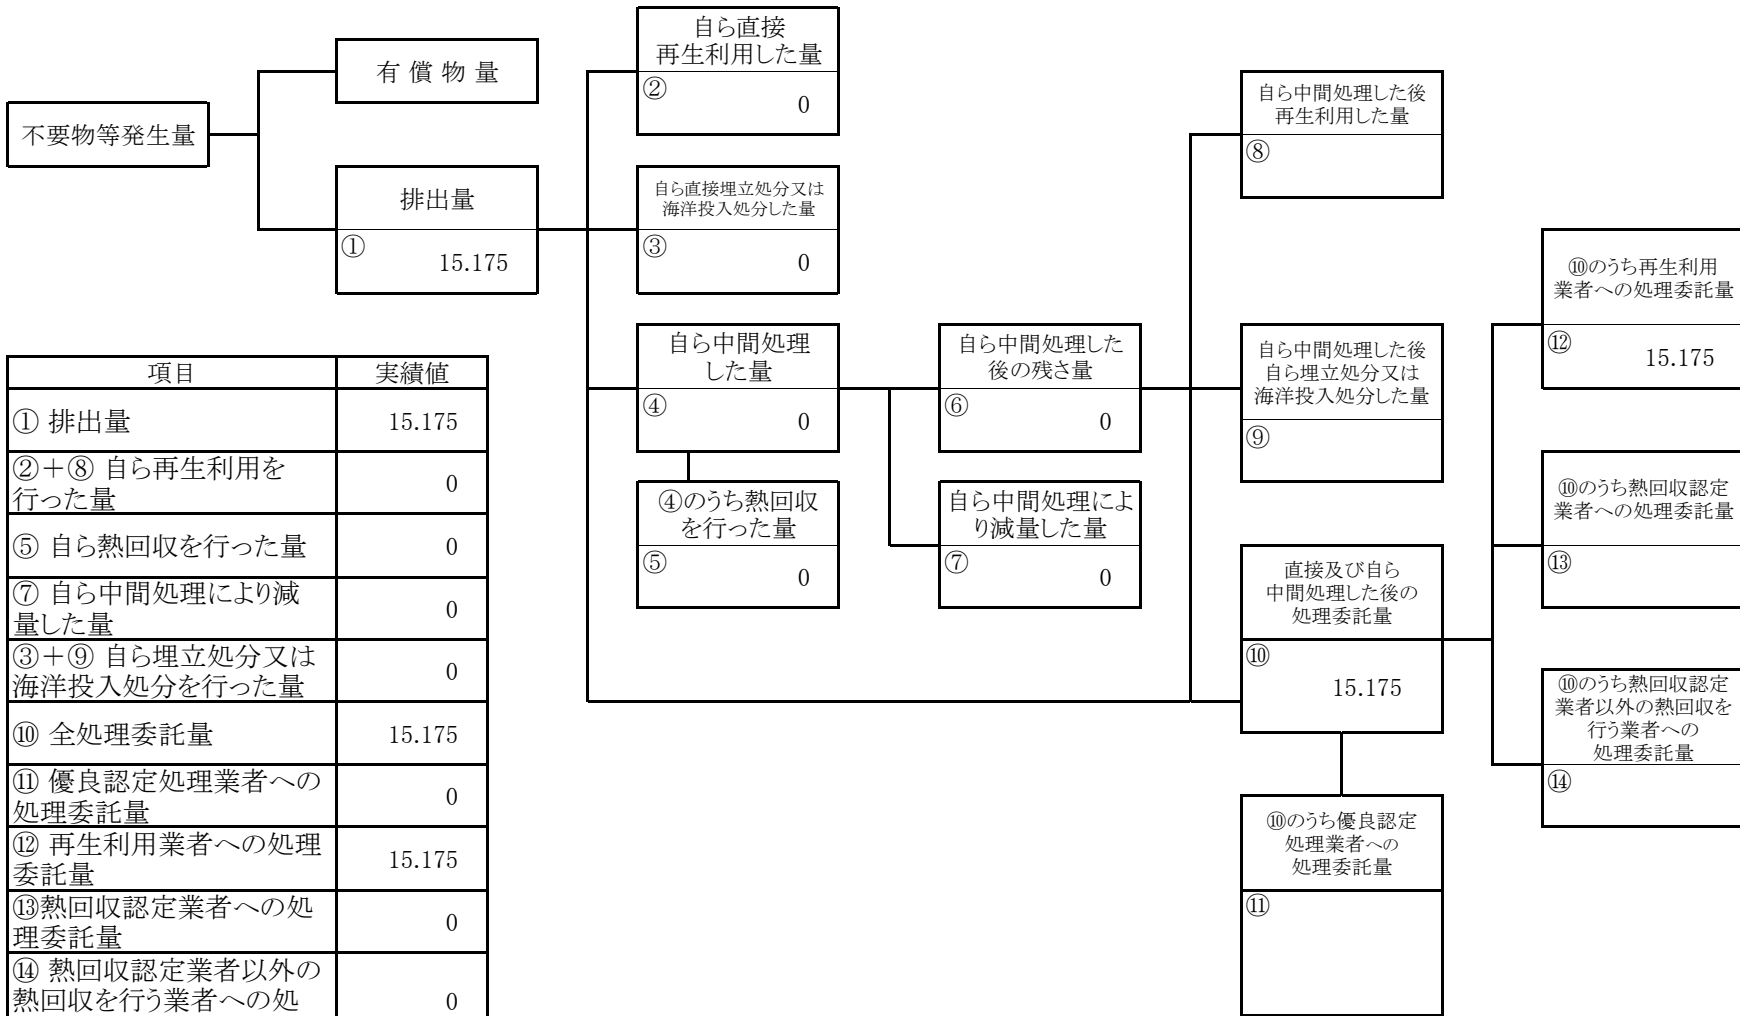 不要物等発生量
有 償 物 量
排出量
①
15.175
自ら直接
再生利用した量
②
0
自ら直接埋立処分又は
海洋投入処分した量
③
0
自ら中間処理
した量
④
0
④のうち熱回収
を行った量
⑤
0
自ら中間処理した
後の残さ量
⑥
0
自ら中間処理によ
り減量した量
⑦
0
自ら中間処理した後
再生利用した量
⑧
自ら中間処理した後
自ら埋立処分又は
海洋投入処分した量
⑨
直接及び自ら
中間処理した後の
処理委託量
⑩
15.175
⑩のうち優良認定
処理業者への
処理委託量
⑪
⑩のうち再生利用
業者への処理委託量
⑫
15.175
⑩のうち熱回収認定
業者への処理委託量
⑬
⑩のうち熱回収認定
業者以外の熱回収を
行う業者への
処理委託量
⑭
項目 実績値
① 排出量 15.175
②＋⑧ 自ら再生利用を
行った量 0
⑤ 自ら熱回収を行った量 0
⑦ 自ら中間処理により減
量した量 0
③＋⑨ 自ら埋立処分又は
海洋投入処分を行った量 0
⑩ 全処理委託量 15.175
⑪ 優良認定処理業者への
処理委託量 0
⑫ 再生利用業者への処理
委託量 15.175
⑬熱回収認定業者への処
理委託量 0
⑭ 熱回収認定業者以外の
熱回収を行う業者への処 0